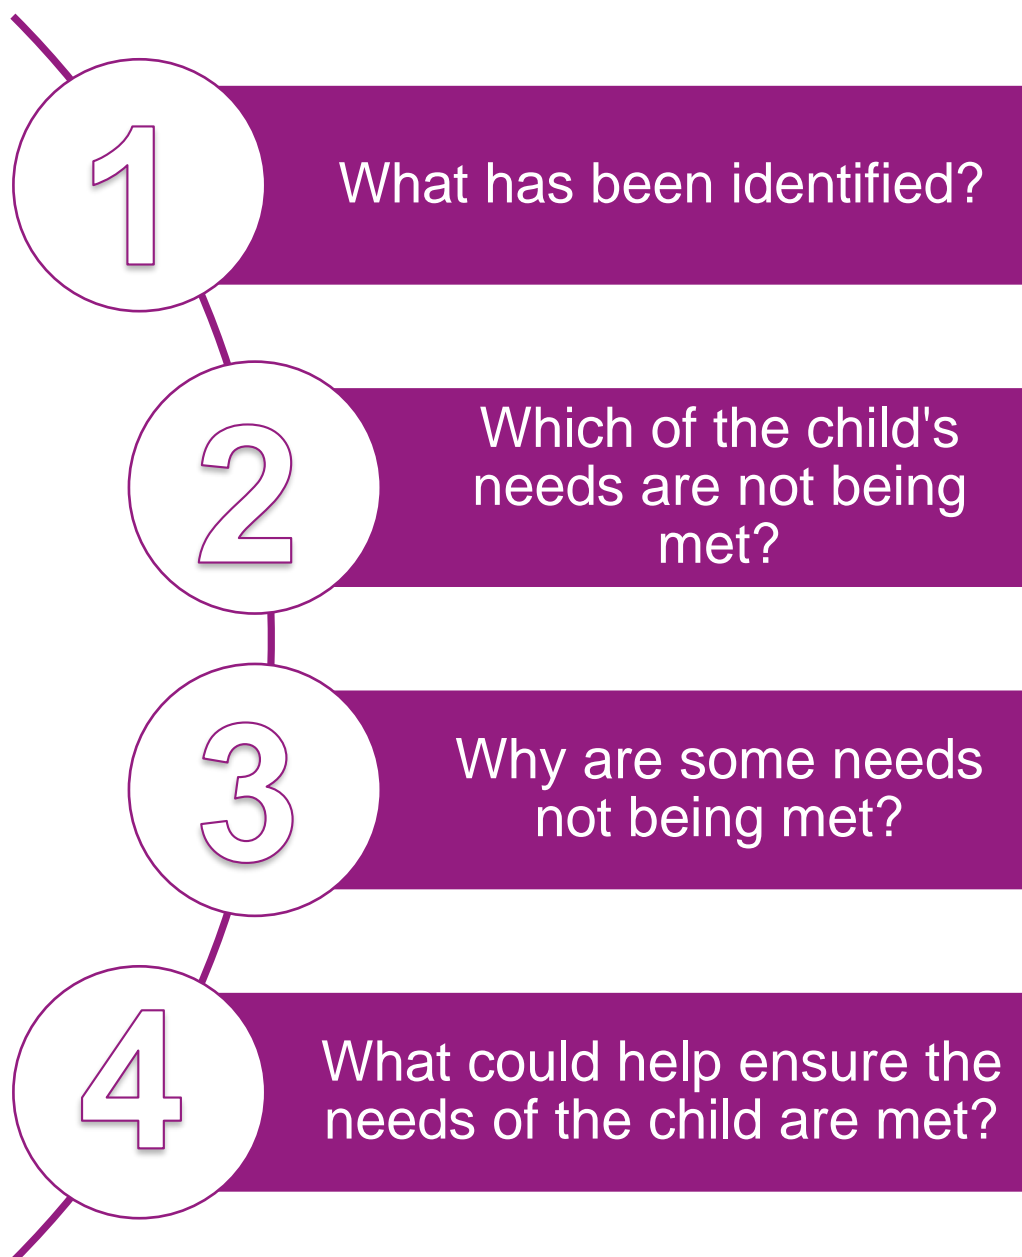 1
What has been identified?
2
Which of the child's
needs are not being
met?
3
Why are some needs
not being met?
4
What could help ensure the
needs of the child are met?